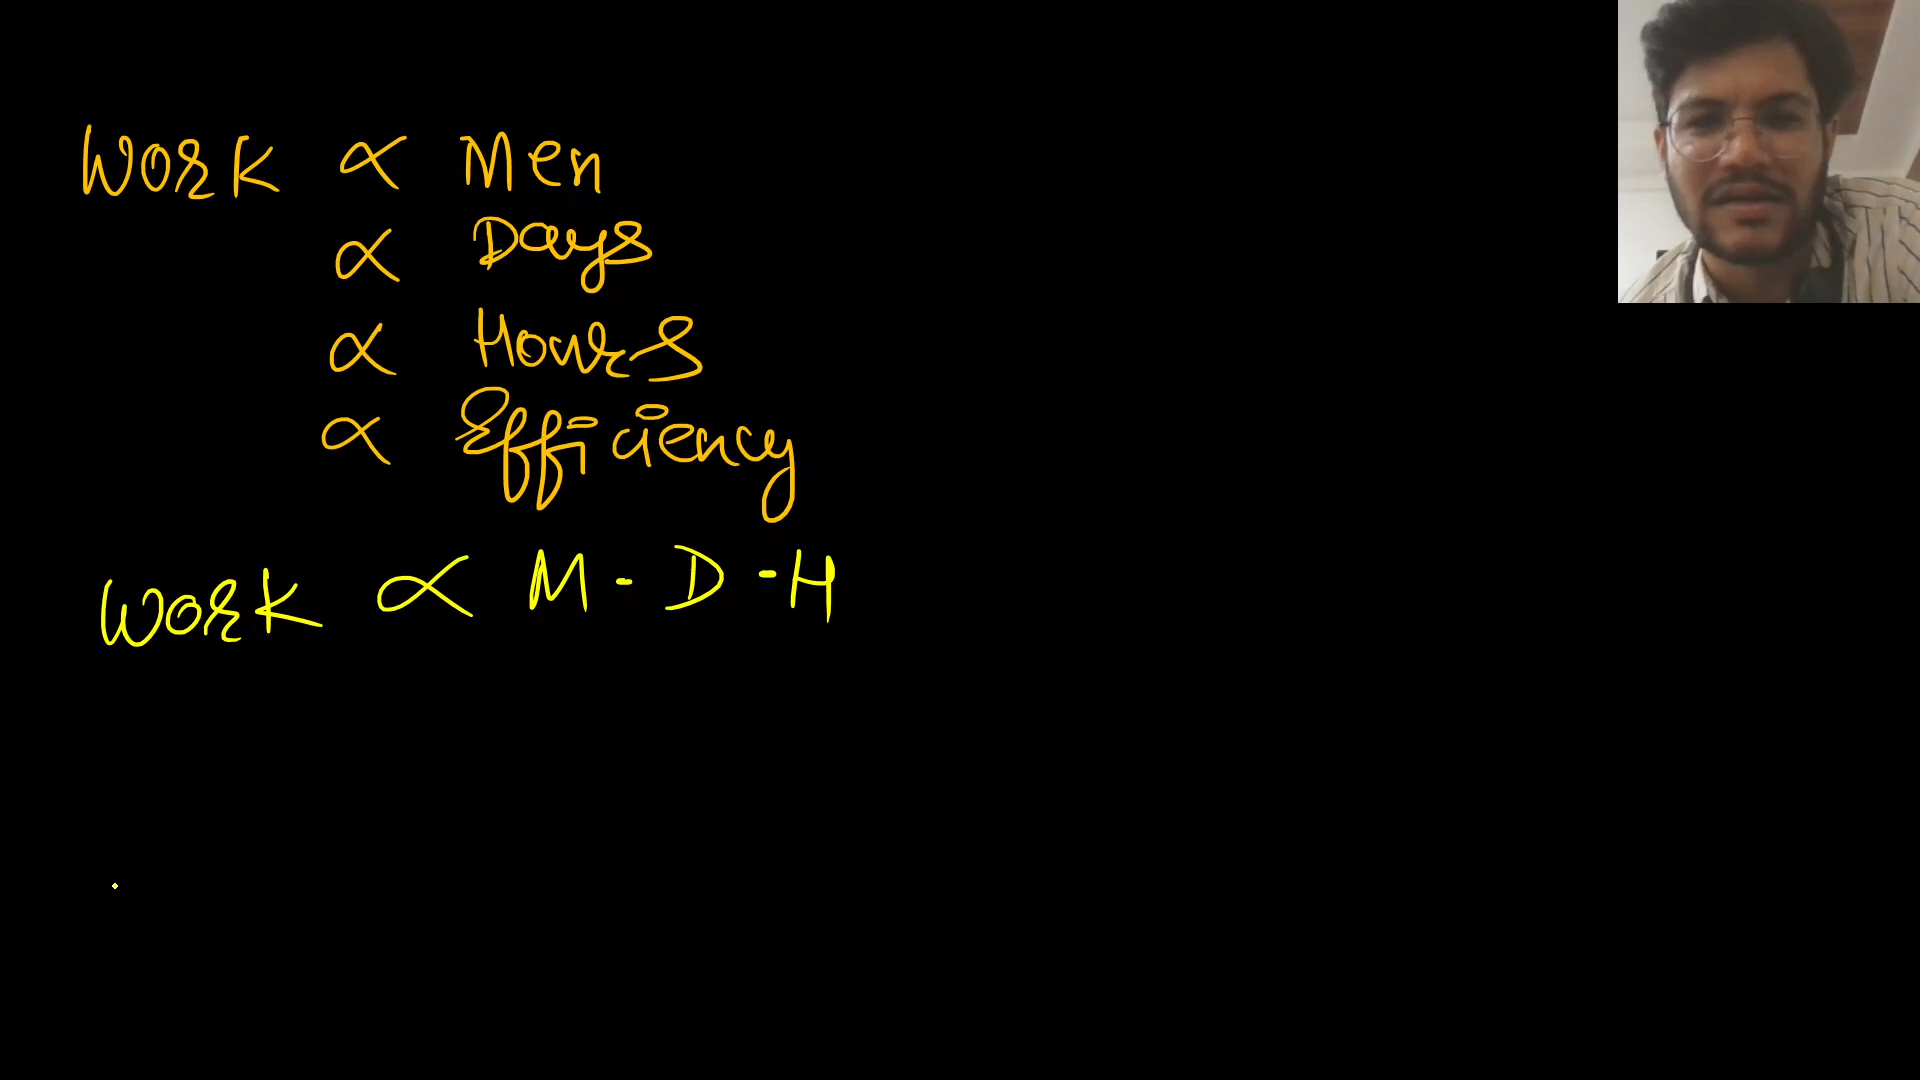 Work ∝ Men
∝ Days
∝ Hours
∝ Efficiency
Work ∝ M - D - H